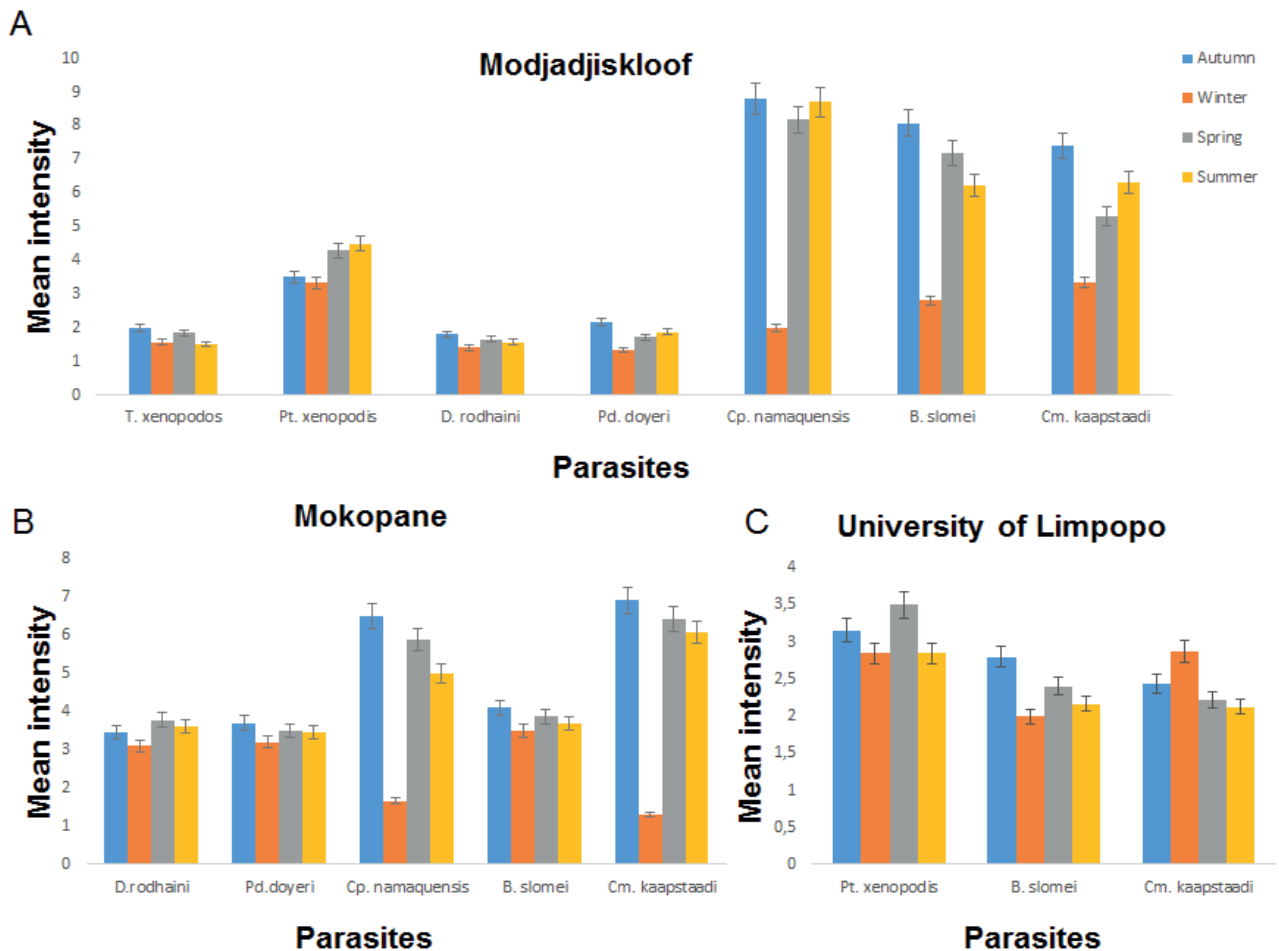 A
Modjadjiskloof
Autumn
Winter
Spring
Summer
Mean intensity
10
9
8
7
6
5
4
3
2
1
0
T. xenopodos
Pt. xenopodis
D. rodhaini
Pd. doyeri
Cp. namaquensis
B. slomei
Cm. kaapstaadi
Parasites
B
Mokopane
Mean intensity
8
7
6
5
4
3
2
1
0
D.rodhaini
Pd.doyeri
Cp. namaquensis
B. slomei
Cm. kaapstaadi
Parasites
C
University of Limpopo
Mean intensity
4
3,5
3
2,5
2
1,5
1
0,5
0
Pt. xenopodis
B. slomei
Cm. kaapstaadi
Parasites